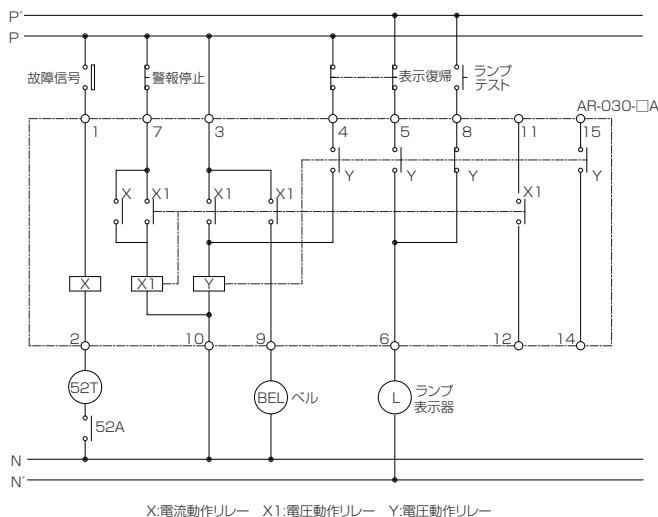 P´
P
故障信号
警報停止
表示復帰
ランプ
テスト
AR-030-□A
1
7
3
4
5
8
11
15
X
X1
X1
X1
Y
Y
Y
X1
Y
X
X1
Y
2
10
9
6
12
14
52T
BEL
ベル
L
ランプ
表示器
52A
N
N´
X:電流動作リレー X1:電圧動作リレー Y:電圧動作リレー